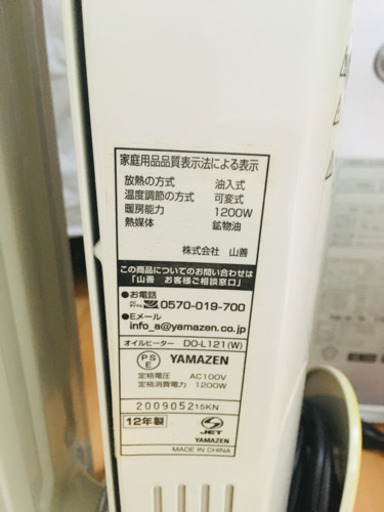 家庭用品品質表示法による表示
放熱の方式 油入式
温度調節の方式 可変式
暖房能力 1200W
熱媒体 鉱物油
株式会社 山善
この商品についてのお問い合わせは
「山善 お客様ご相談窓口」
●お電話
0570-019-700
●Eメール
info_a@yamazen.co.jp
オイルヒーター DO-L121(W)
PS
E
YAMAZEN
定格電圧 AC100V
定格消費電力 1200W
200905215KN
12年製
JET
YAMAZEN
MADE IN CHINA